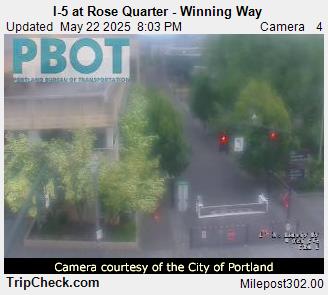 I-5 at Rose Quarter - Winning Way
Updated May 22 2025 8:03 PM Camera 4
PBOT
PORTLAND BUREAU OF TRANSPORTATION
Camera courtesy of the City of Portland
TripCheck.com Milepost302.00